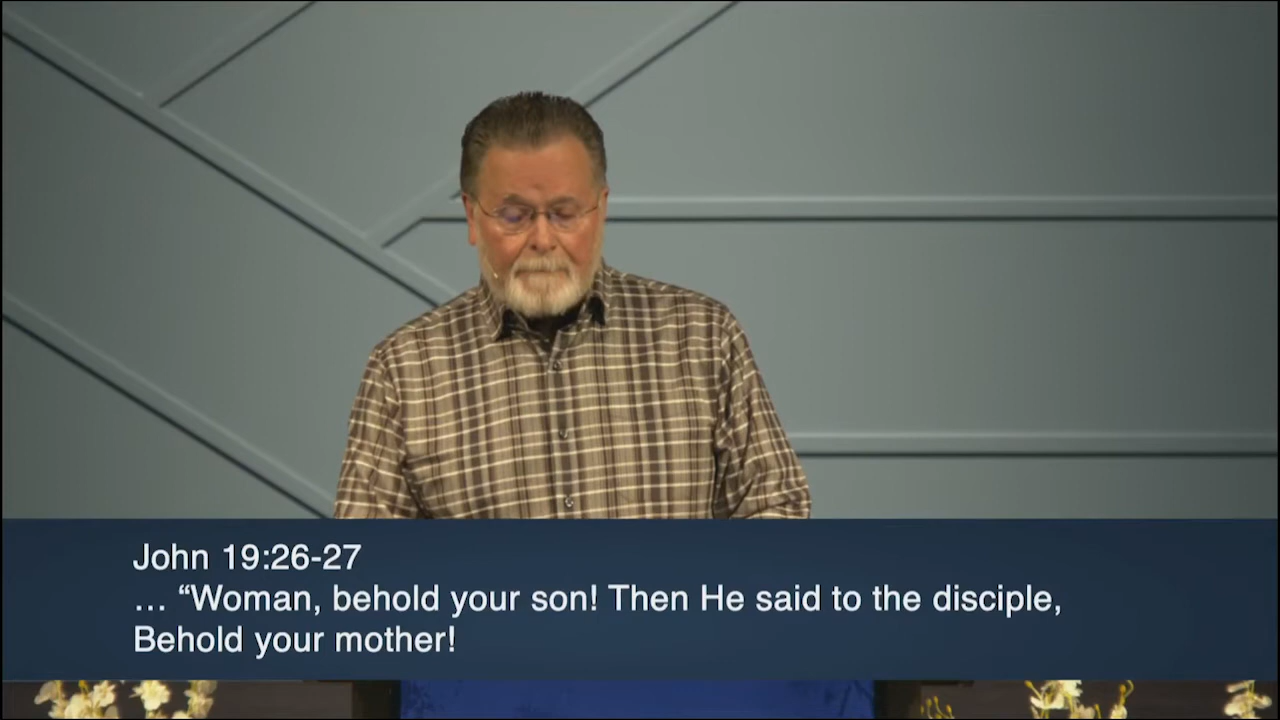 John 19:26-27
… “Woman, behold your son! Then He said to the disciple,
Behold your mother!